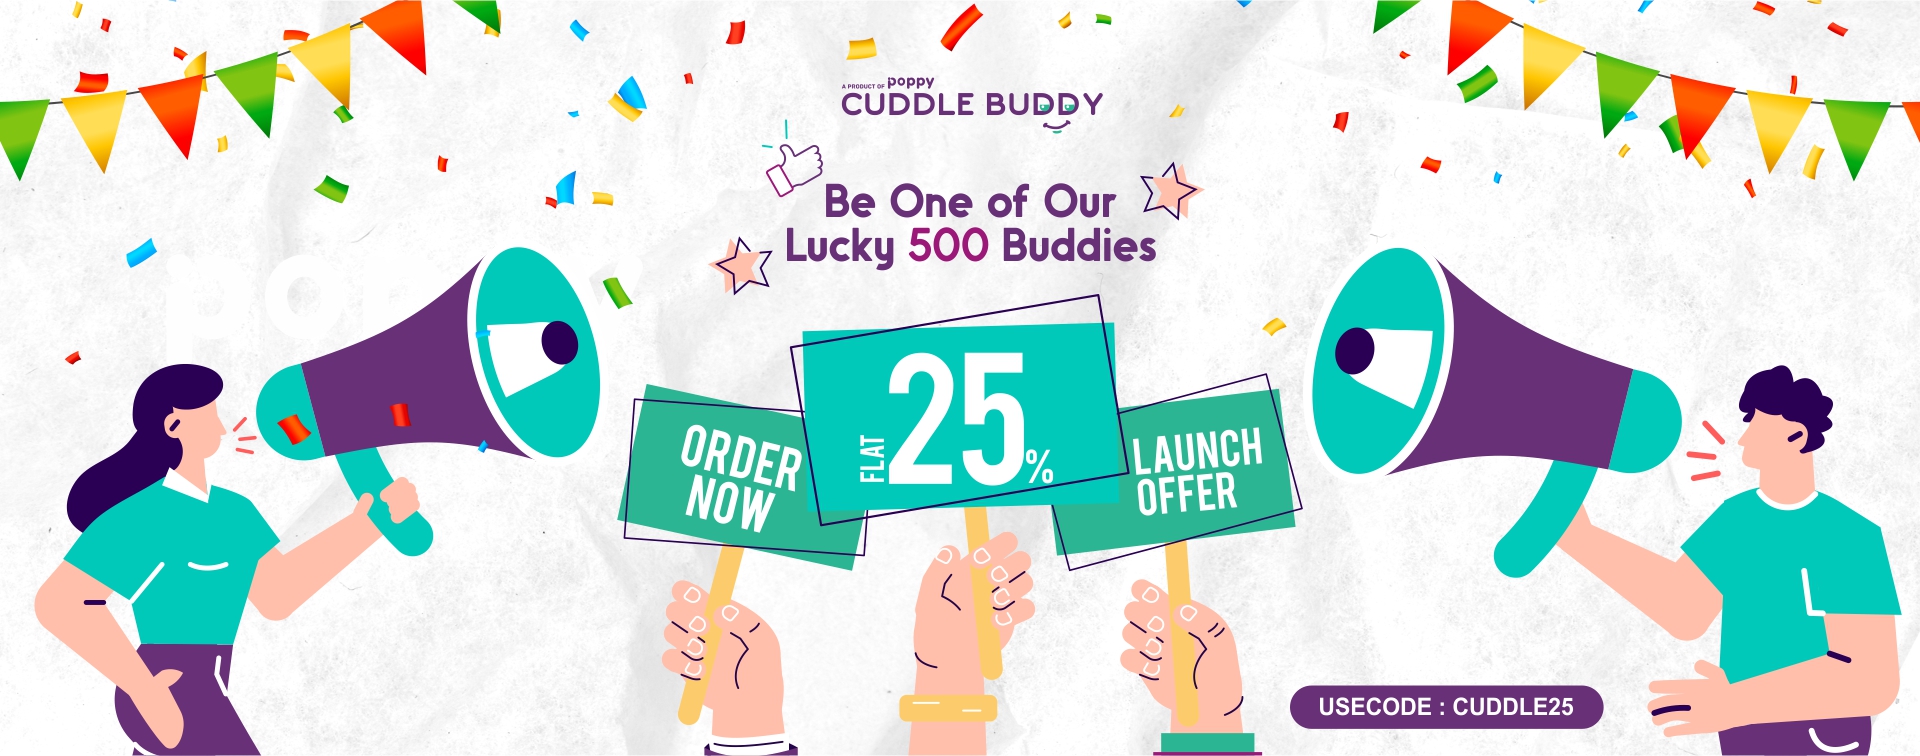 A PRODUCT OF poppy
CUDDLE BUDDY
Be One of Our
Lucky 500 Buddies
ORDER
NOW
FLAT 25%
LAUNCH
OFFER
USECODE : CUDDLE25